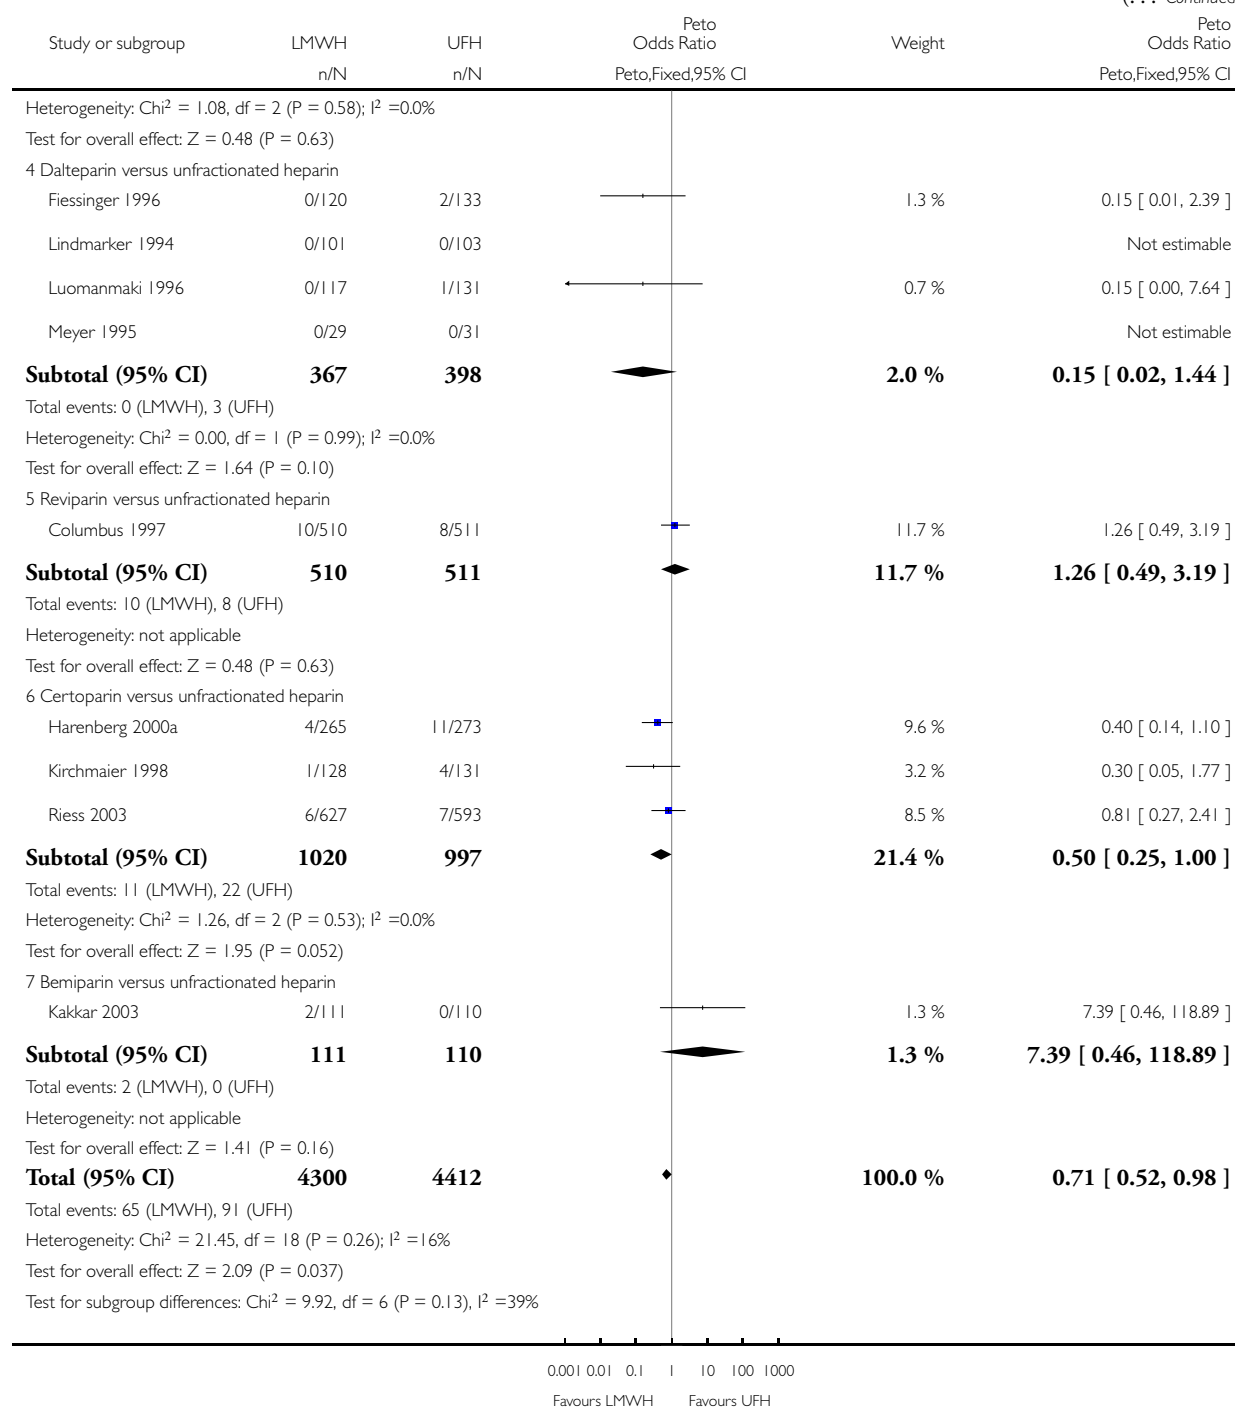 (. . . Continued
Peto Peto
Study or subgroup LMWH UFH Odds Ratio Weight Odds Ratio
n/N n/N Peto,Fixed,95% CI Peto,Fixed,95% CI
Heterogeneity: Chi² = 1.08, df = 2 (P = 0.58); I² =0.0%
Test for overall effect: Z = 0.48 (P = 0.63)
4 Dalteparin versus unfractionated heparin
Fiessinger 1996 0/120 2/133 1.3 % 0.15 [ 0.01, 2.39 ]
Lindmarker 1994 0/101 0/103 Not estimable
Luomanmaki 1996 0/117 1/131 0.7 % 0.15 [ 0.00, 7.64 ]
Meyer 1995 0/29 0/31 Not estimable
Subtotal (95% CI) 367 398 2.0 % 0.15 [ 0.02, 1.44 ]
Total events: 0 (LMWH), 3 (UFH)
Heterogeneity: Chi² = 0.00, df = 1 (P = 0.99); I² =0.0%
Test for overall effect: Z = 1.64 (P = 0.10)
5 Reviparin versus unfractionated heparin
Columbus 1997 10/510 8/511 11.7 % 1.26 [ 0.49, 3.19 ]
Subtotal (95% CI) 510 511 11.7 % 1.26 [ 0.49, 3.19 ]
Total events: 10 (LMWH), 8 (UFH)
Heterogeneity: not applicable
Test for overall effect: Z = 0.48 (P = 0.63)
6 Certoparin versus unfractionated heparin
Harenberg 2000a 4/265 11/273 9.6 % 0.40 [ 0.14, 1.10 ]
Kirchmaier 1998 1/128 4/131 3.2 % 0.30 [ 0.05, 1.77 ]
Riess 2003 6/627 7/593 8.5 % 0.81 [ 0.27, 2.41 ]
Subtotal (95% CI) 1020 997 21.4 % 0.50 [ 0.25, 1.00 ]
Total events: 11 (LMWH), 22 (UFH)
Heterogeneity: Chi² = 1.26, df = 2 (P = 0.53); I² =0.0%
Test for overall effect: Z = 1.95 (P = 0.052)
7 Bemiparin versus unfractionated heparin
Kakkar 2003 2/111 0/110 1.3 % 7.39 [ 0.46, 118.89 ]
Subtotal (95% CI) 111 110 1.3 % 7.39 [ 0.46, 118.89 ]
Total events: 2 (LMWH), 0 (UFH)
Heterogeneity: not applicable
Test for overall effect: Z = 1.41 (P = 0.16)
Total (95% CI) 4300 4412 100.0 % 0.71 [ 0.52, 0.98 ]
Total events: 65 (LMWH), 91 (UFH)
Heterogeneity: Chi² = 21.45, df = 18 (P = 0.26); I² =16%
Test for overall effect: Z = 2.09 (P = 0.037)
Test for subgroup differences: Chi² = 9.92, df = 6 (P = 0.13), I² =39%
0.001 0.01 0.1 1 10 100 1000
Favours LMWH Favours UFH